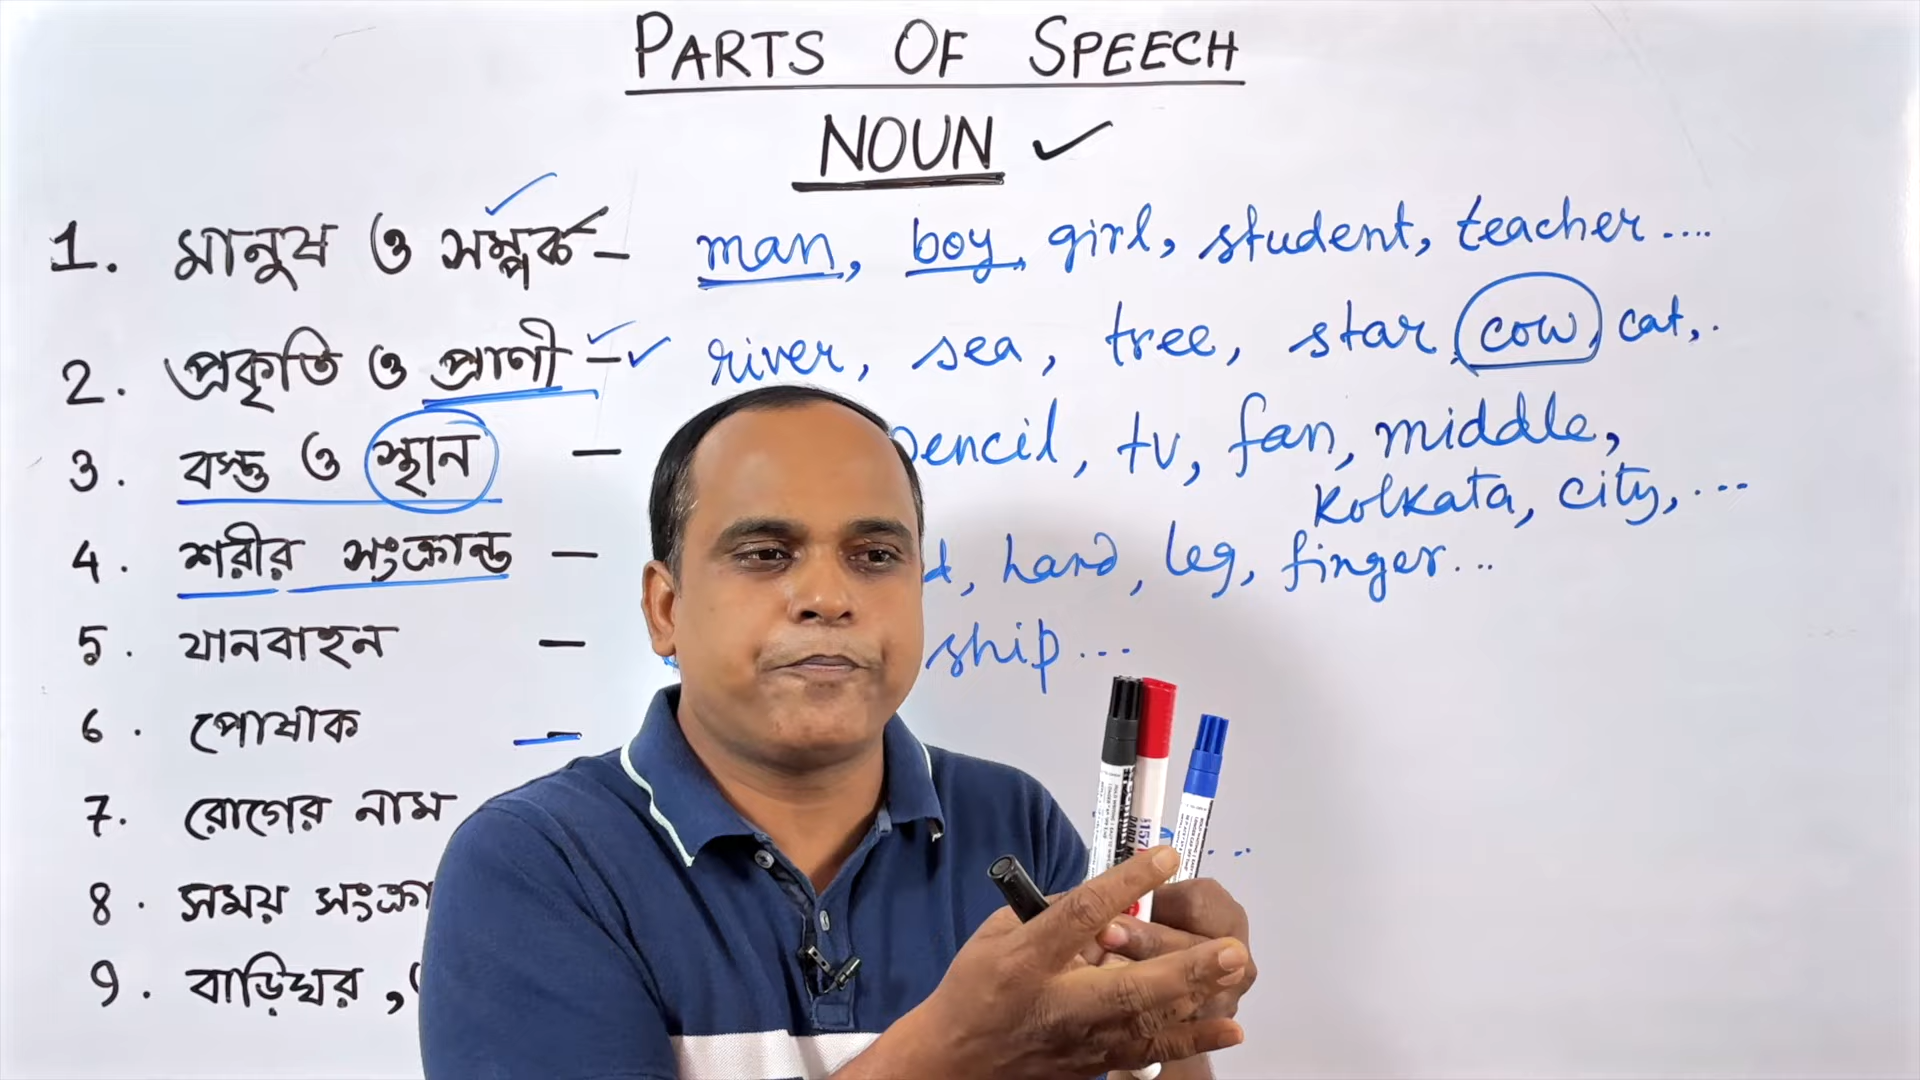 PARTS OF SPEECH
NOUN ✓
1. মানুষ ও সম্পর্ক – man, boy, girl, student, teacher....
2. প্রকৃতি ও প্রাণী – river, sea, tree, star, cow, cat,..
3. বস্তু ও স্থান – pencil, tv, fan, middle,
Kolkata, city,...
4. শরীর সংক্রান্ত – hand, leg, finger...
5. যানবাহন – ship...
6. পোষাক –
7. রোগের নাম
8. সময়
9. বাড়িঘর,